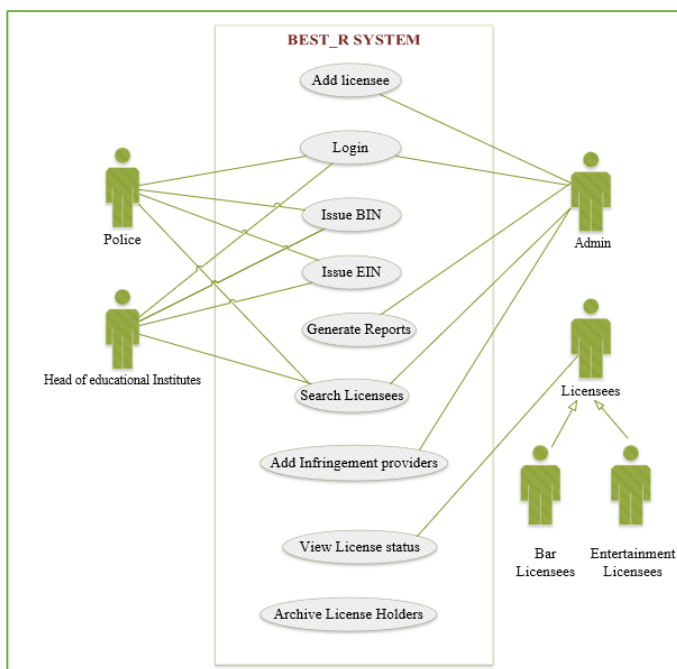 BEST_R SYSTEM
Add licensee
Login
Issue BIN
Issue EIN
Generate Reports
Search Licensees
Add Infringement providers
View License status
Archive License Holders
Police
Head of educational Institutes
Admin
Licensees
Bar
Licensees
Entertainment
Licensees